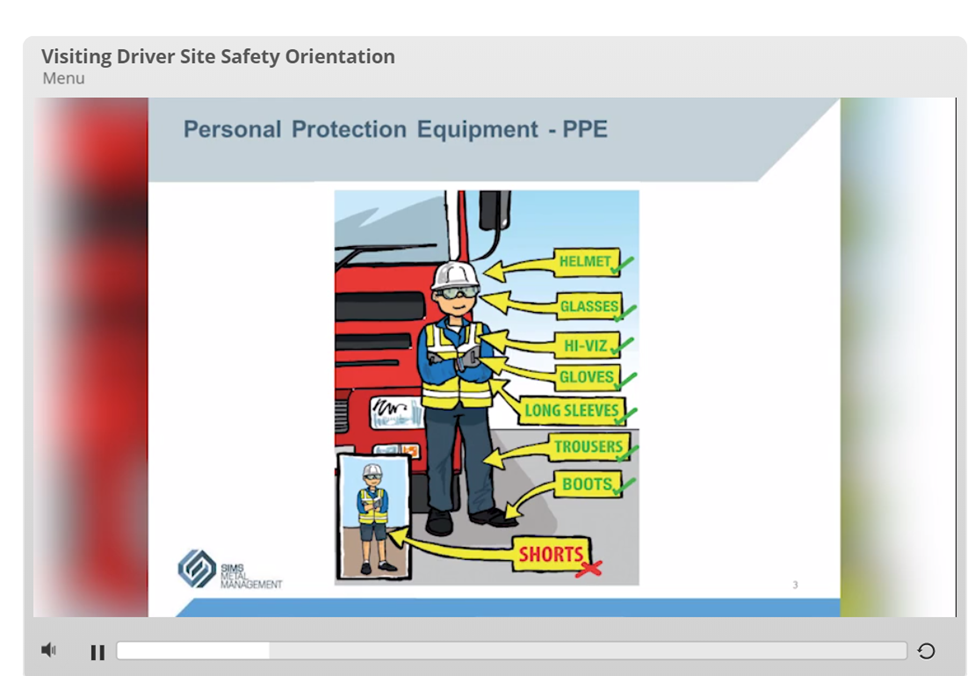 Visiting Driver Site Safety Orientation
Menu
Personal Protection Equipment - PPE
HELMET
GLASSES
HI-VIZ
GLOVES
LONG SLEEVES
TROUSERS
BOOTS
SHORTS
SIMS
METAL
MANAGEMENT
3